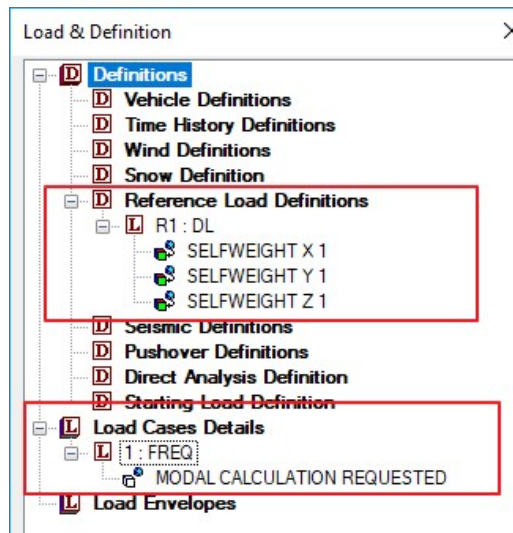 Load & Definition
Definitions
Vehicle Definitions
Time History Definitions
Wind Definitions
Snow Definition
Reference Load Definitions
R1 : DL
SELFWEIGHT X 1
SELFWEIGHT Y 1
SELFWEIGHT Z 1
Seismic Definitions
Pushover Definitions
Direct Analysis Definition
Starting Load Definition
Load Cases Details
1 : FREQ
MODAL CALCULATION REQUESTED
Load Envelopes